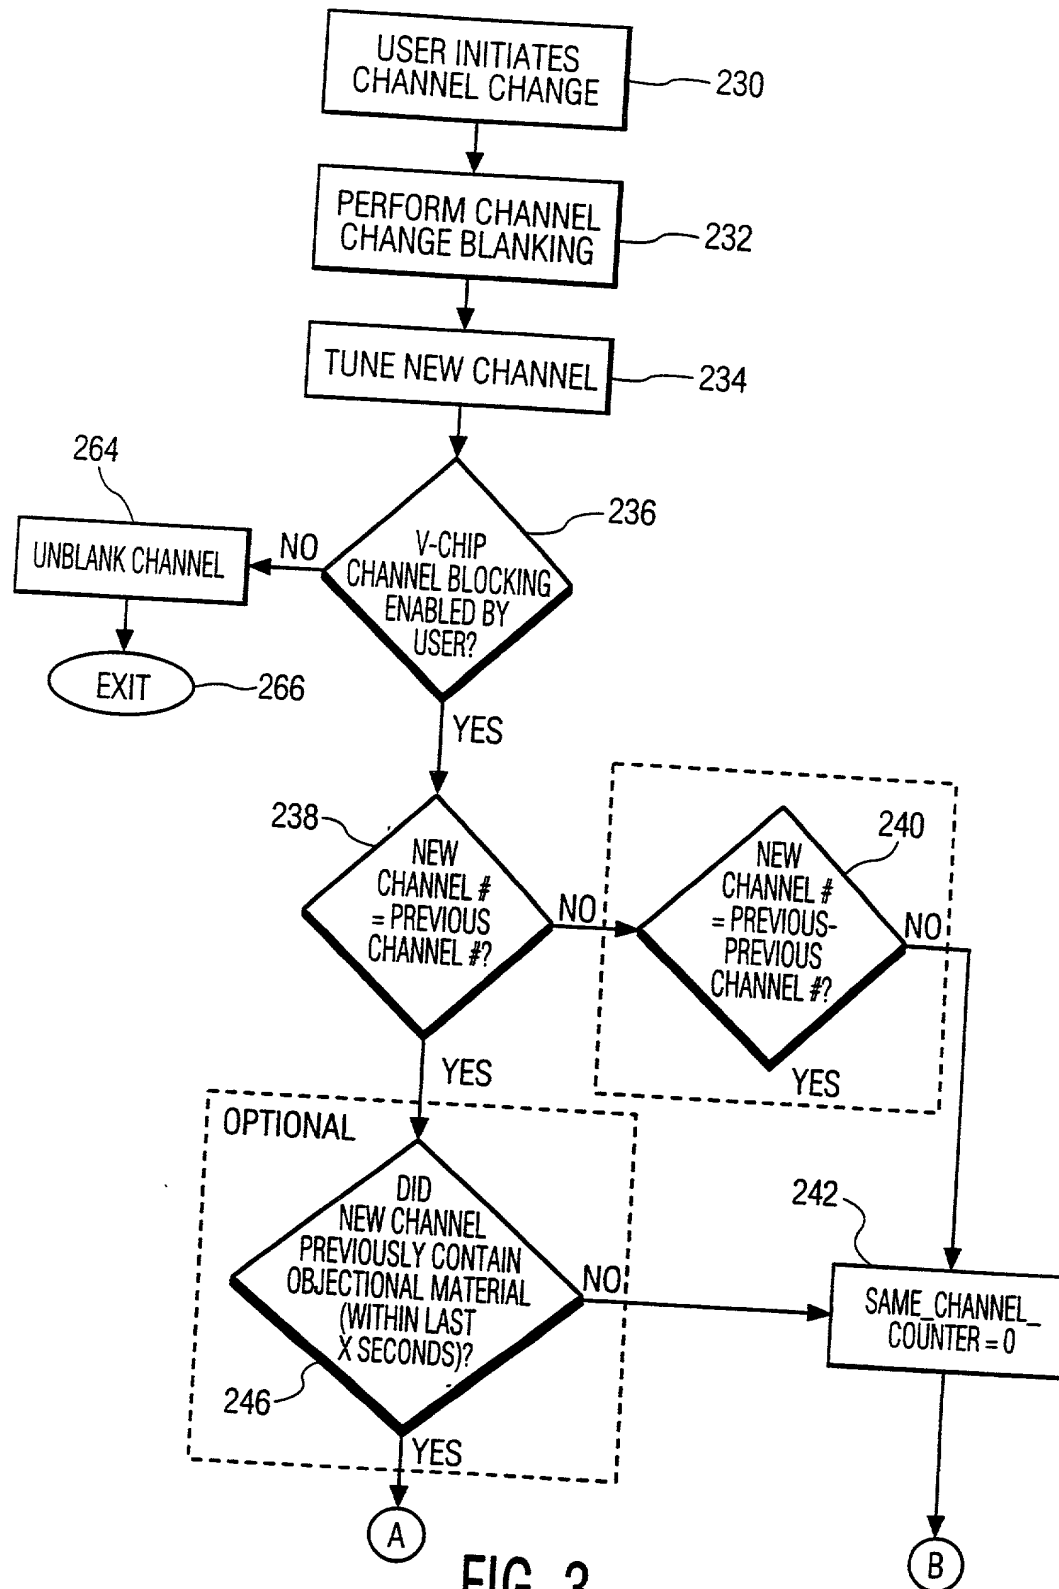 USER INITIATES
CHANNEL CHANGE
230
PERFORM CHANNEL
CHANGE BLANKING
232
TUNE NEW CHANNEL
234
264
236
UNBLANK CHANNEL
NO
V-CHIP
CHANNEL BLOCKING
ENABLED BY
USER?
EXIT
266
YES
238
NEW
CHANNEL #
= PREVIOUS
CHANNEL #?
NO
240
NEW
CHANNEL #
= PREVIOUS-
PREVIOUS
CHANNEL #?
NO
YES
YES
OPTIONAL
DID
NEW CHANNEL
PREVIOUSLY CONTAIN
OBJECTIONAL MATERIAL
(WITHIN LAST
X SECONDS)?
NO
246
YES
242
SAME_CHANNEL_
COUNTER = 0
A
B
FIG. 3